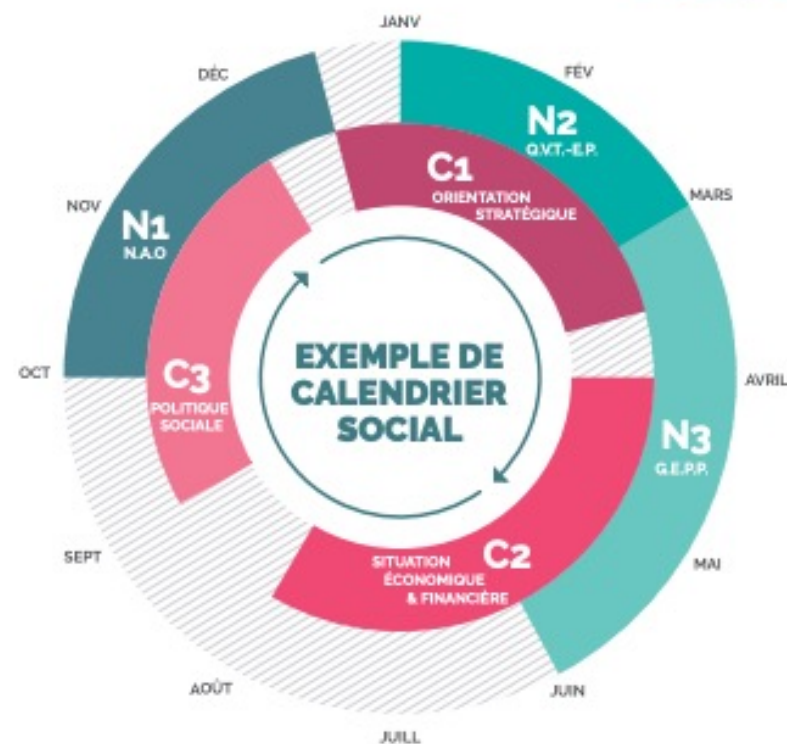 JANV
FÉV
MARS
AVRIL
MAI
JUIN
JUILL
AOÛT
SEPT
OCT
NOV
DÉC
N1
N.A.O
N2
Q.V.T.-E.P.
N3
G.E.P.P.
C1
ORIENTATION
STRATÉGIQUE
C2
SITUATION
ÉCONOMIQUE
& FINANCIÈRE
C3
POLITIQUE
SOCIALE
EXEMPLE DE
CALENDRIER
SOCIAL